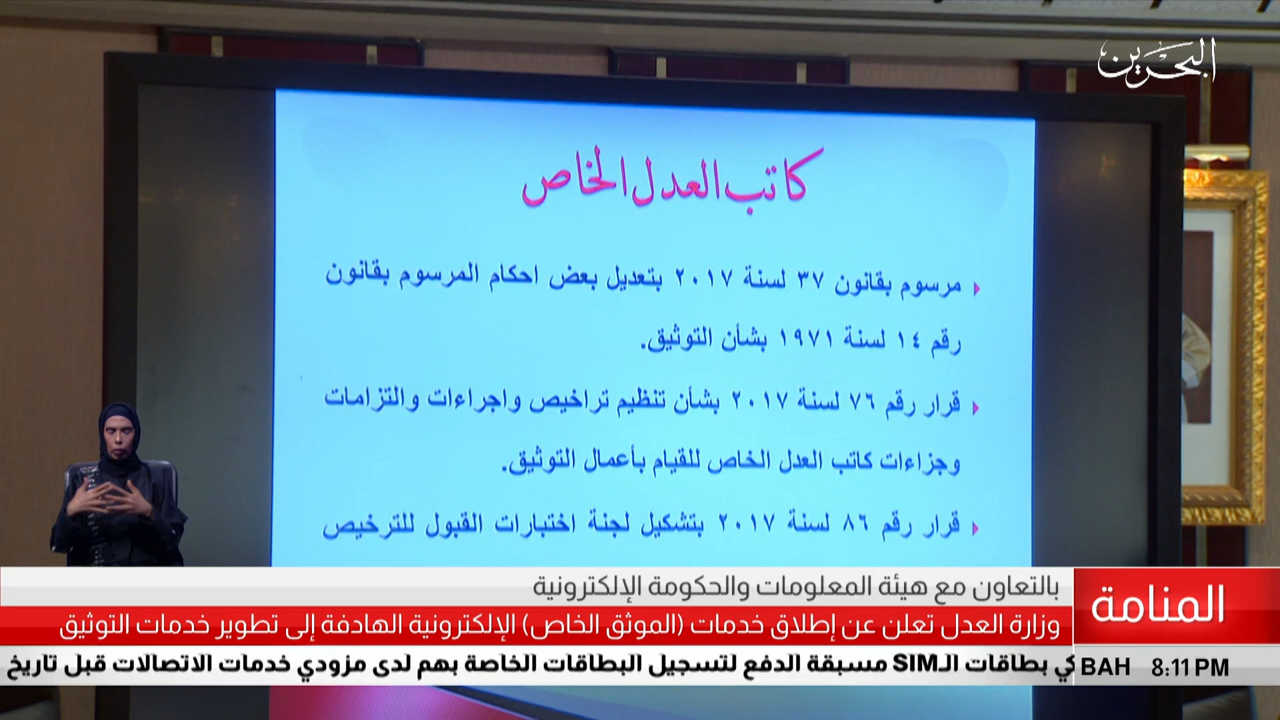 البحرين
كاتب العدل الخاص
مرسوم بقانون ٣٧ لسنة ٢٠١٧ بتعديل بعض احكام المرسوم بقانون
رقم ١٤ لسنة ١٩٧١ بشأن التوثيق.
قرار رقم ٧٦ لسنة ٢٠١٧ بشأن تنظيم تراخيص واجراءات والتزامات
وجزاءات كاتب العدل الخاص للقيام بأعمال التوثيق.
قرار رقم ٨٦ لسنة ٢٠١٧ بتشكيل لجنة اختبارات القبول للترخيص
المنامة
بالتعاون مع هيئة المعلومات والحكومة الإلكترونية
وزارة العدل تعلن عن إطلاق خدمات (الموثق الخاص) الإلكترونية الهادفة إلى تطوير خدمات التوثيق
BAH 8:11 PM
كي بطاقات الـSIM مسبقة الدفع لتسجيل البطاقات الخاصة بهم لدى مزودي خدمات الاتصالات قبل تاريخ